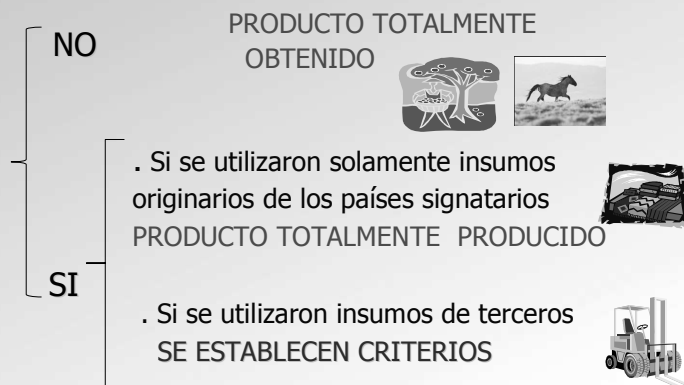 NO
PRODUCTO TOTALMENTE
OBTENIDO
. Si se utilizaron solamente insumos
originarios de los países signatarios
PRODUCTO TOTALMENTE PRODUCIDO
SI
. Si se utilizaron insumos de terceros
SE ESTABLECEN CRITERIOS